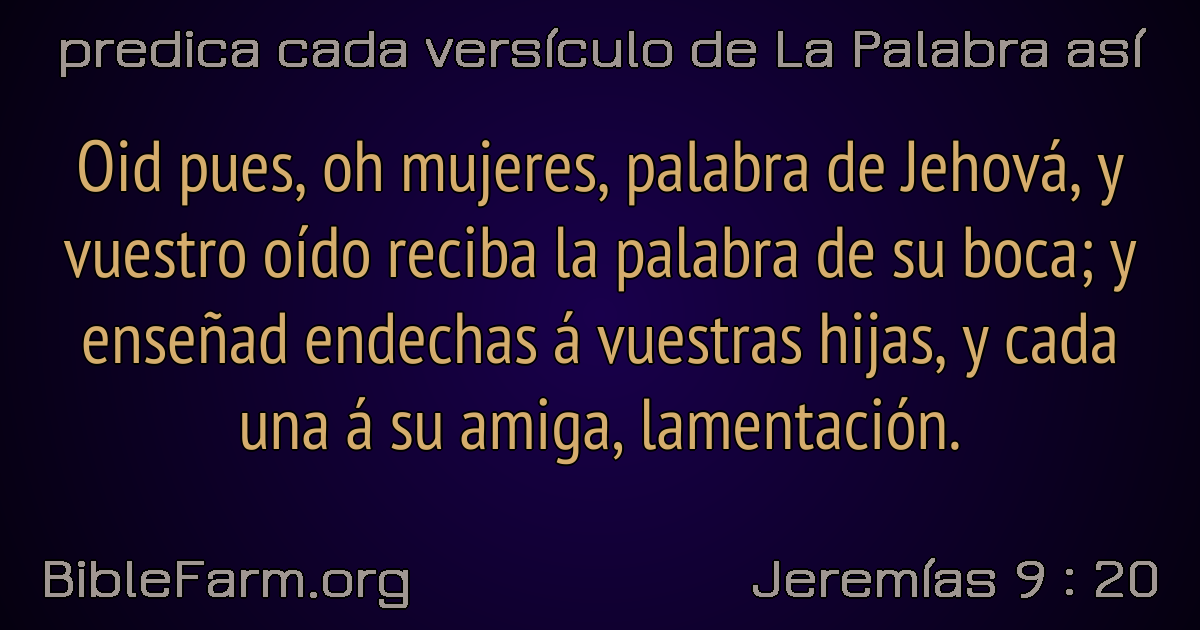 predica cada versículo de La Palabra así
Oid pues, oh mujeres, palabra de Jehová, y
vuestro oído reciba la palabra de su boca; y
enseñad endechas á vuestras hijas, y cada
una á su amiga, lamentación.
BibleFarm.org
Jeremías 9 : 20